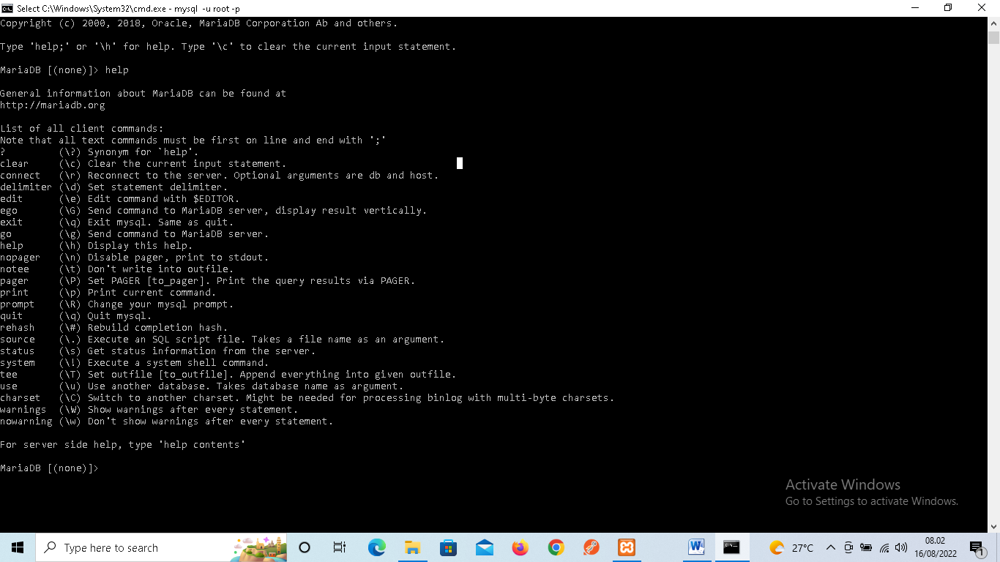 Select C:\Windows\System32\cmd.exe - mysql -u root -p
Copyright (c) 2000, 2018, Oracle, MariaDB Corporation Ab and others.
Type 'help;' or '\h' for help. Type '\c' to clear the current input statement.
MariaDB [(none)]> help
General information about MariaDB can be found at
http://mariadb.org
List of all client commands:
Note that all text commands must be first on line and end with ';'
?         (\?) Synonym for `help'.
clear     (\c) Clear the current input statement.
connect   (\r) Reconnect to the server. Optional arguments are db and host.
delimiter (\d) Set statement delimiter.
edit      (\e) Edit command with $EDITOR.
ego       (\G) Send command to MariaDB server, display result vertically.
exit      (\q) Exit mysql. Same as quit.
go        (\g) Send command to MariaDB server.
help      (\h) Display this help.
nopager   (\n) Disable pager, print to stdout.
notee     (\t) Don't write into outfile.
pager     (\P) Set PAGER [to_pager]. Print the query results via PAGER.
print     (\p) Print current command.
prompt    (\R) Change your mysql prompt.
quit      (\q) Quit mysql.
rehash    (\#) Rebuild completion hash.
source    (\.) Execute an SQL script file. Takes a file name as an argument.
status    (\s) Get status information from the server.
system    (\!) Execute a system shell command.
tee       (\T) Set outfile [to_outfile]. Append everything into given outfile.
use       (\u) Use another database. Takes database name as argument.
charset   (\C) Switch to another charset. Might be needed for processing binlog with multi-byte charsets.
warnings  (\W) Show warnings after every statement.
nowarning (\w) Don't show warnings after every statement.
For server side help, type 'help contents'
MariaDB [(none)]>
Activate Windows
Go to Settings to activate Windows.
Type here to search
27°C
08.02
16/08/2022
1